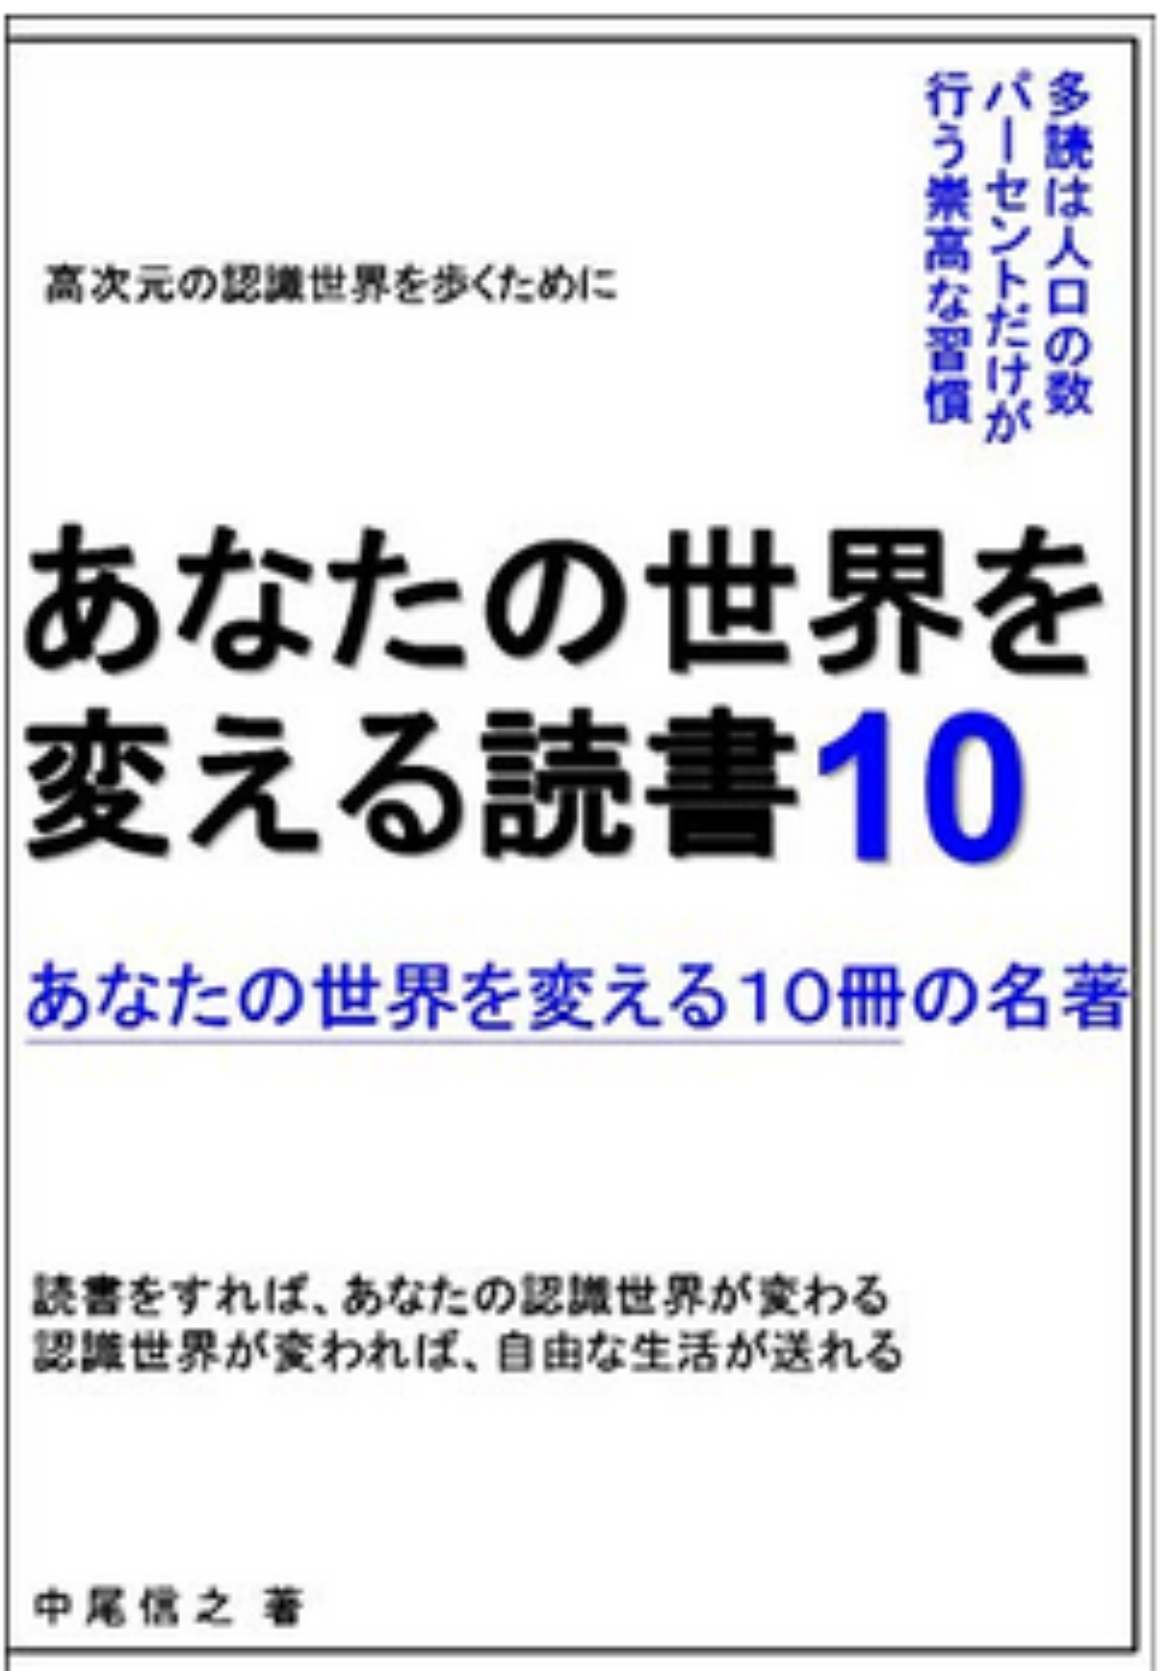 多読は人口の数
パーセントだけが
行う崇高な習慣
高次元の認識世界を歩くために
あなたの世界を
変える読書10
あなたの世界を変える10冊の名著
読書をすれば、あなたの認識世界が変わる
認識世界が変われば、自由な生活が送れる
中尾信之 著